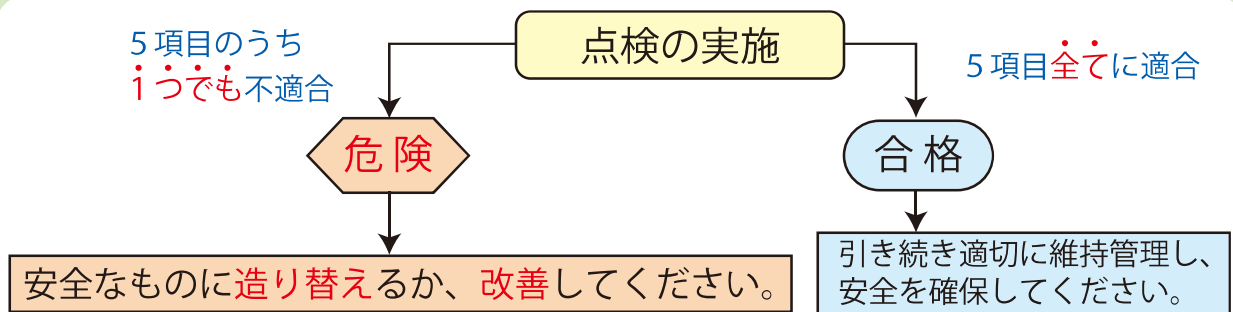 点検の実施
5項目のうち
1つでも不適合
5項目全てに適合
危険
合格
安全なものに造り替えるか、改善してください。
引き続き適切に維持管理し、
安全を確保してください。